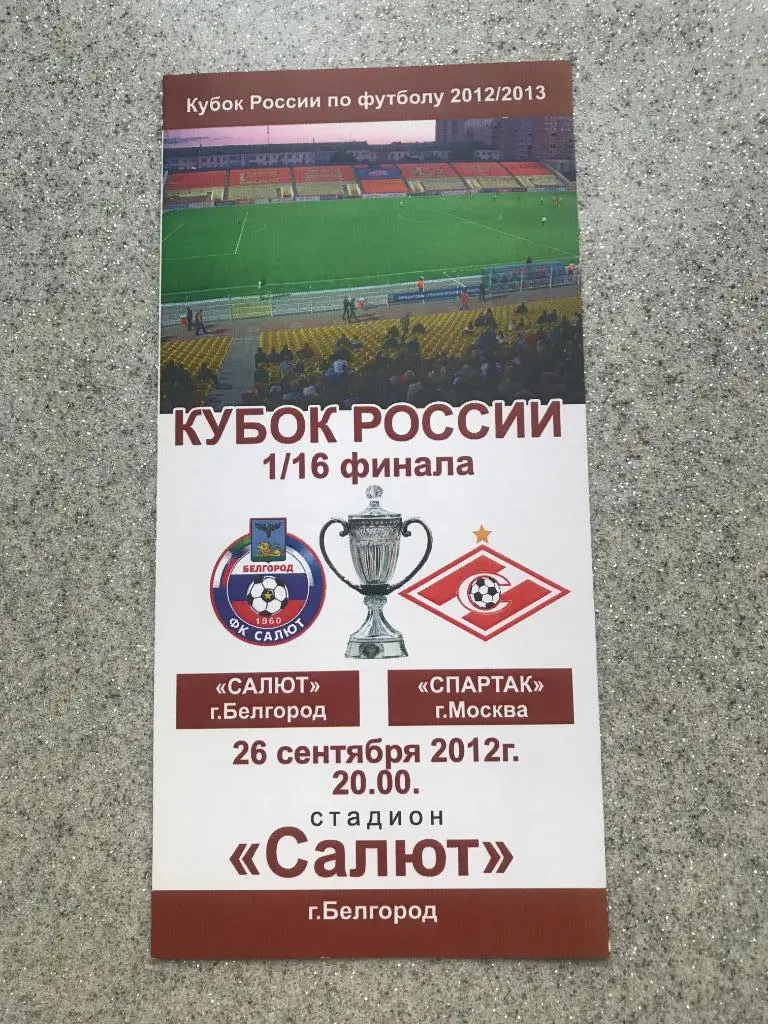 Кубок России по футболу 2012/2013
КУБОК РОССИИ
1/16 финала
БЕЛГОРОД
1960
ФК САЛЮТ
С
«САЛЮТ»
г.Белгород
«СПАРТАК»
г.Москва
26 сентября 2012г.
20.00.
стадион
«Салют»
г.Белгород